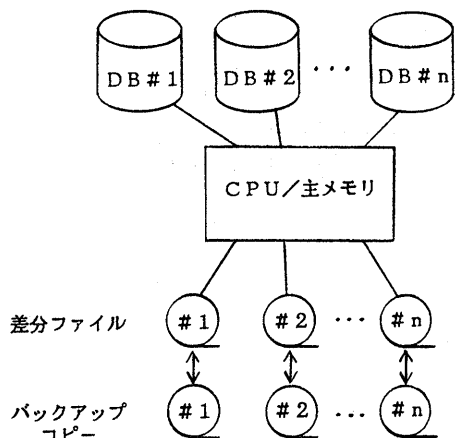 DB#1 DB#2 ··· DB#n
CPU/主メモリ
差分ファイル #1 #2 ··· #n
バックアップ #1 #2 ··· #n
コピー